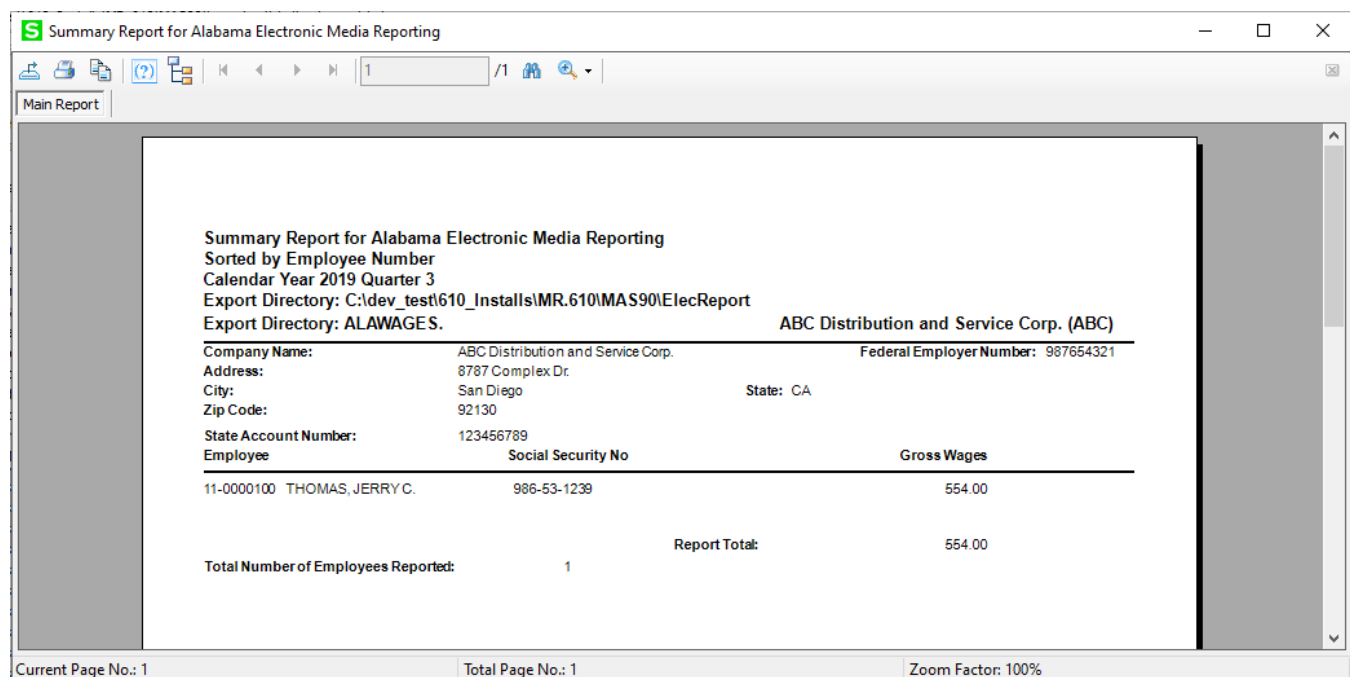 S Summary Report for Alabama Electronic Media Reporting
(?) 1 /1
Main Report
Summary Report for Alabama Electronic Media Reporting
Sorted by Employee Number
Calendar Year 2019 Quarter 3
Export Directory: C:\dev_test\610_Installs\MR.610\MAS90\ElecReport
Export Directory: ALAWAGES. ABC Distribution and Service Corp. (ABC)
Company Name: ABC Distribution and Service Corp. Federal Employer Number: 987654321
Address: 8787 Complex Dr.
City: San Diego State: CA
Zip Code: 92130
State Account Number: 123456789
Employee Social Security No Gross Wages
11-0000100 THOMAS, JERRY C. 986-53-1239 554.00
Report Total: 554.00
Total Number of Employees Reported: 1
Current Page No.: 1 Total Page No.: 1 Zoom Factor: 100%